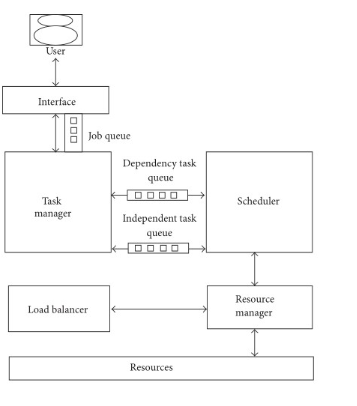 User
Interface
Job queue
Dependency task
queue
Task
manager
Scheduler
Independent task
queue
Load balancer
Resource
manager
Resources